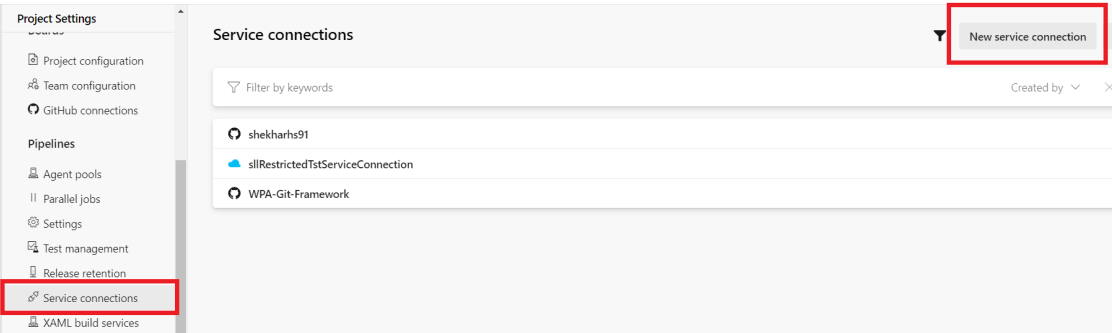 Project Settings
Boards
Project configuration
Team configuration
GitHub connections
Pipelines
Agent pools
Parallel jobs
Settings
Test management
Release retention
Service connections
XAML build services
Service connections
New service connection
Filter by keywords
Created by
shekharhs91
sllRestrictedTstServiceConnection
WPA-Git-Framework